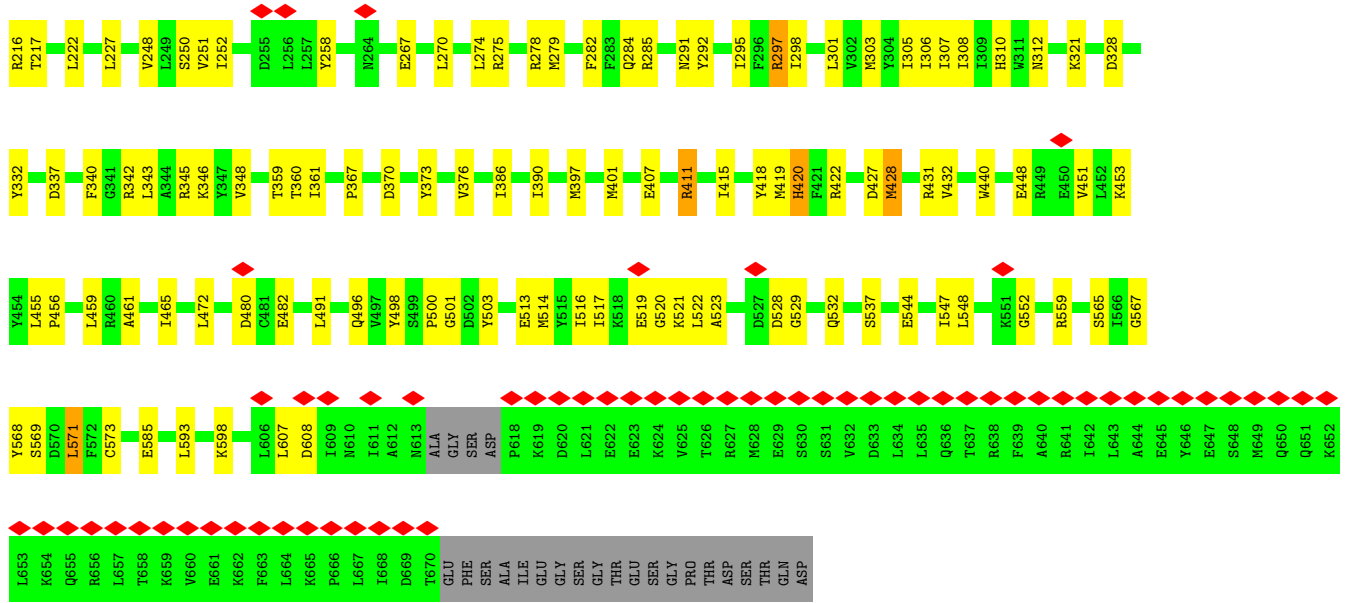 R216 T217 L222 L227 V248 L249 S250 V251 I252 D255 L256 L257 Y258 N264 E267 L270 L274 R275 R278 M279 F282 F283 Q284 R285 N291 Y292 I295 F296 R297 I298 L301 V302 M303 Y304 I305 I306 I307 I308 I309 H310 W311 N312 K321 D328
Y332 D337 F340 G341 R342 L343 A344 R345 K346 Y347 V348 T359 T360 I361 P367 D370 Y373 V376 I386 I390 M397 M401 E407 R411 I415 Y418 M419 H420 F421 R422 D427 M428 R431 V432 W440 E448 R449 E450 V451 L452 K453
Y454 L455 P456 L459 R460 A461 I465 L472 D480 C481 E482 L491 Q496 V497 Y498 S499 P500 G501 D502 Y503 E513 M514 Y515 I516 I517 K518 E519 G520 K521 L522 A523 D527 D528 G529 Q532 S537 E544 I547 L548 K551 G552 R559 S565 I566 G567
Y568 S569 D570 L571 F572 C573 E585 L593 K598 L606 L607 D608 I609 N610 I611 A612 N613 ALA GLY SER ASP P618 K619 D620 L621 E622 E623 K624 V625 T626 R627 M628 E629 S630 S631 V632 D633 L634 L635 Q636 T637 R638 F639 A640 R641 I642 L643 A644 E645 Y646 E647 S648 M649 Q650 Q651 K652
L653 K654 Q655 R656 L657 T658 K659 V660 E661 K662 F663 L664 K665 P666 L667 I668 D669 T670 GLU PHE SER ALA ILE GLU GLY SER GLY THR GLU SER GLY PRO THR ASP SER THR GLN ASP